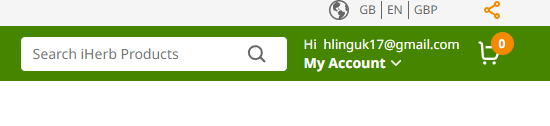 GB | EN | GBP
Search iHerb Products
Hi hlinguk17@gmail.com
My Account
0